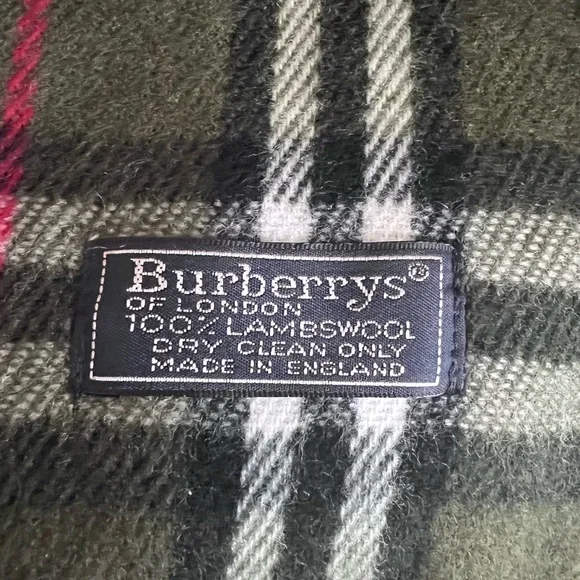 Burberrys®
OF LONDON
100% LAMBSWOOL
DRY CLEAN ONLY
MADE IN ENGLAND